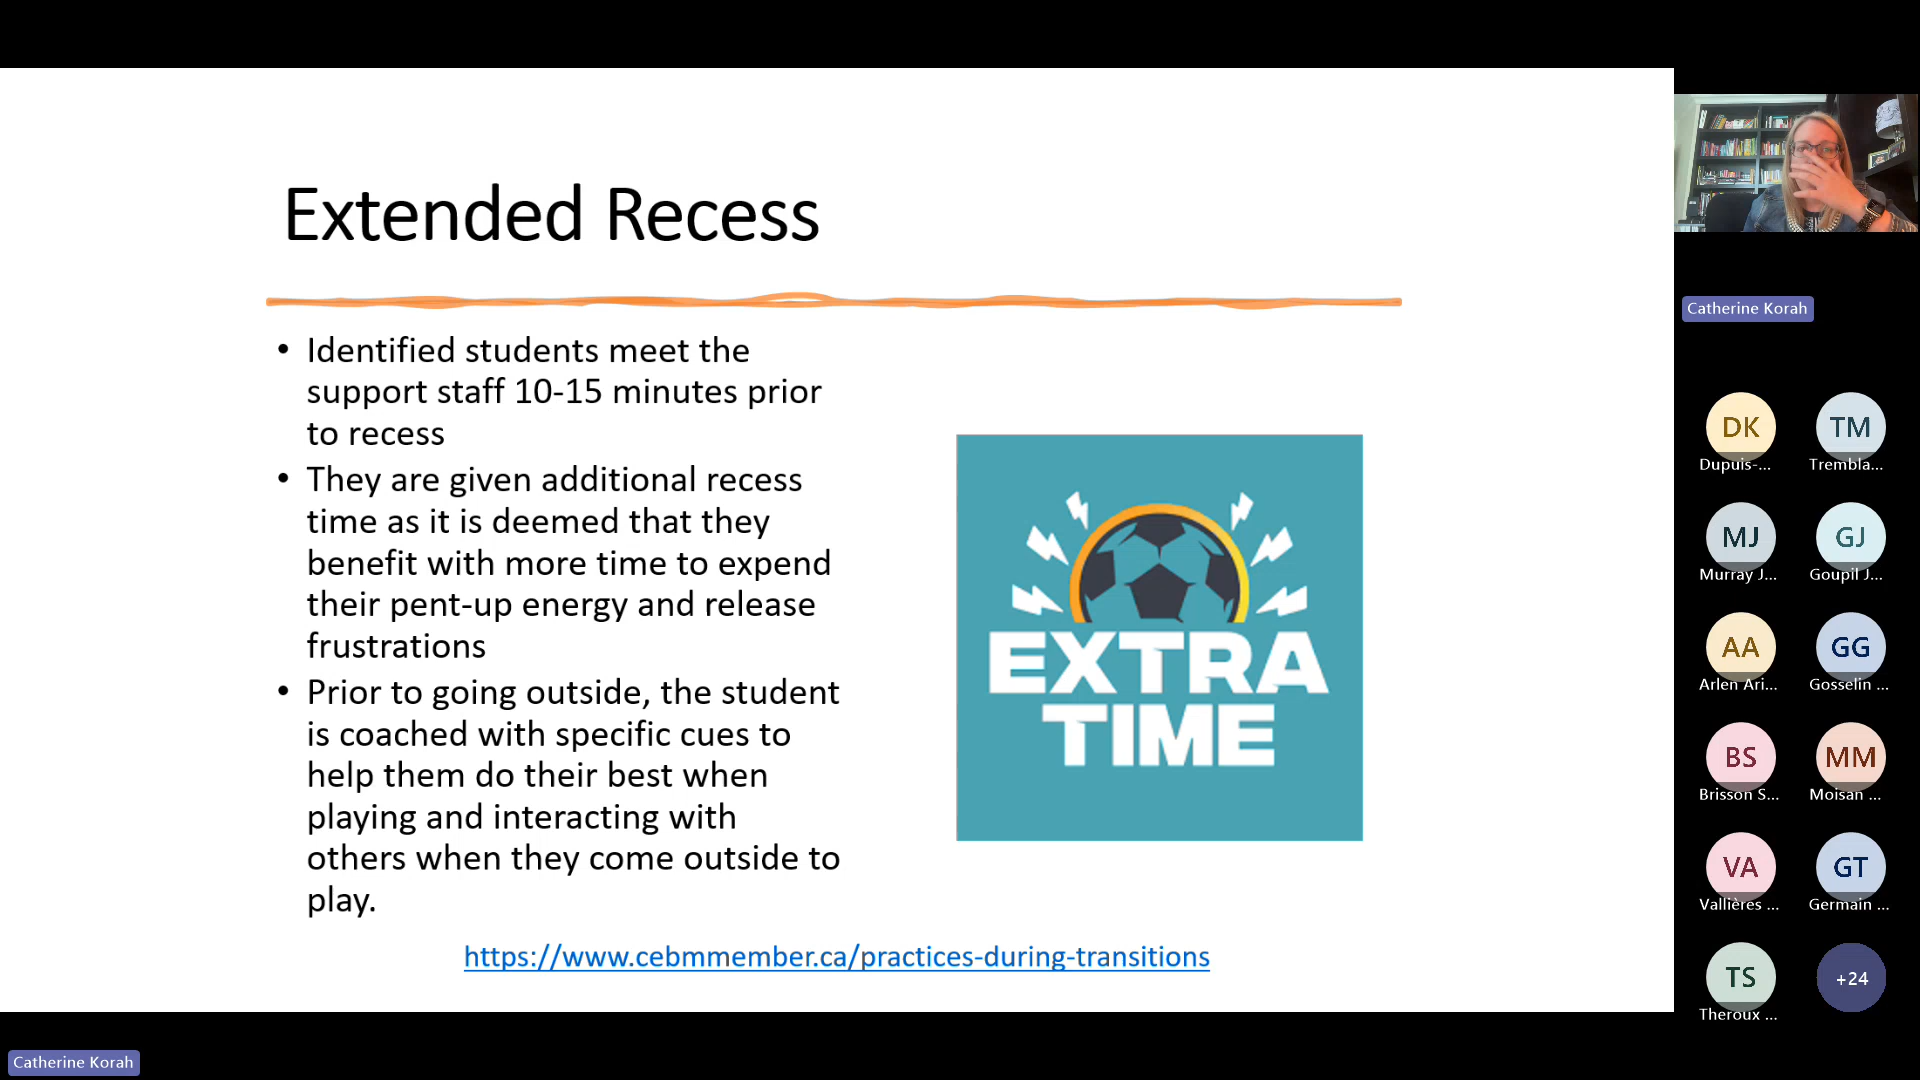 Extended Recess
• Identified students meet the
support staff 10-15 minutes prior
to recess
• They are given additional recess
time as it is deemed that they
benefit with more time to expend
their pent-up energy and release
frustrations
• Prior to going outside, the student
is coached with specific cues to
help them do their best when
playing and interacting with
others when they come outside to
play.
EXTRA
TIME
https://www.cebmmember.ca/practices-during-transitions
Catherine Korah
DK
Dupuis-...
TM
Trembla...
MJ
Murray J...
GJ
Goupil J...
AA
Arlen Ari...
GG
Gosselin ...
BS
Brisson S...
MM
Moisan ...
VA
Vallières ...
GT
Germain ...
TS
Theroux ...
+24
Catherine Korah